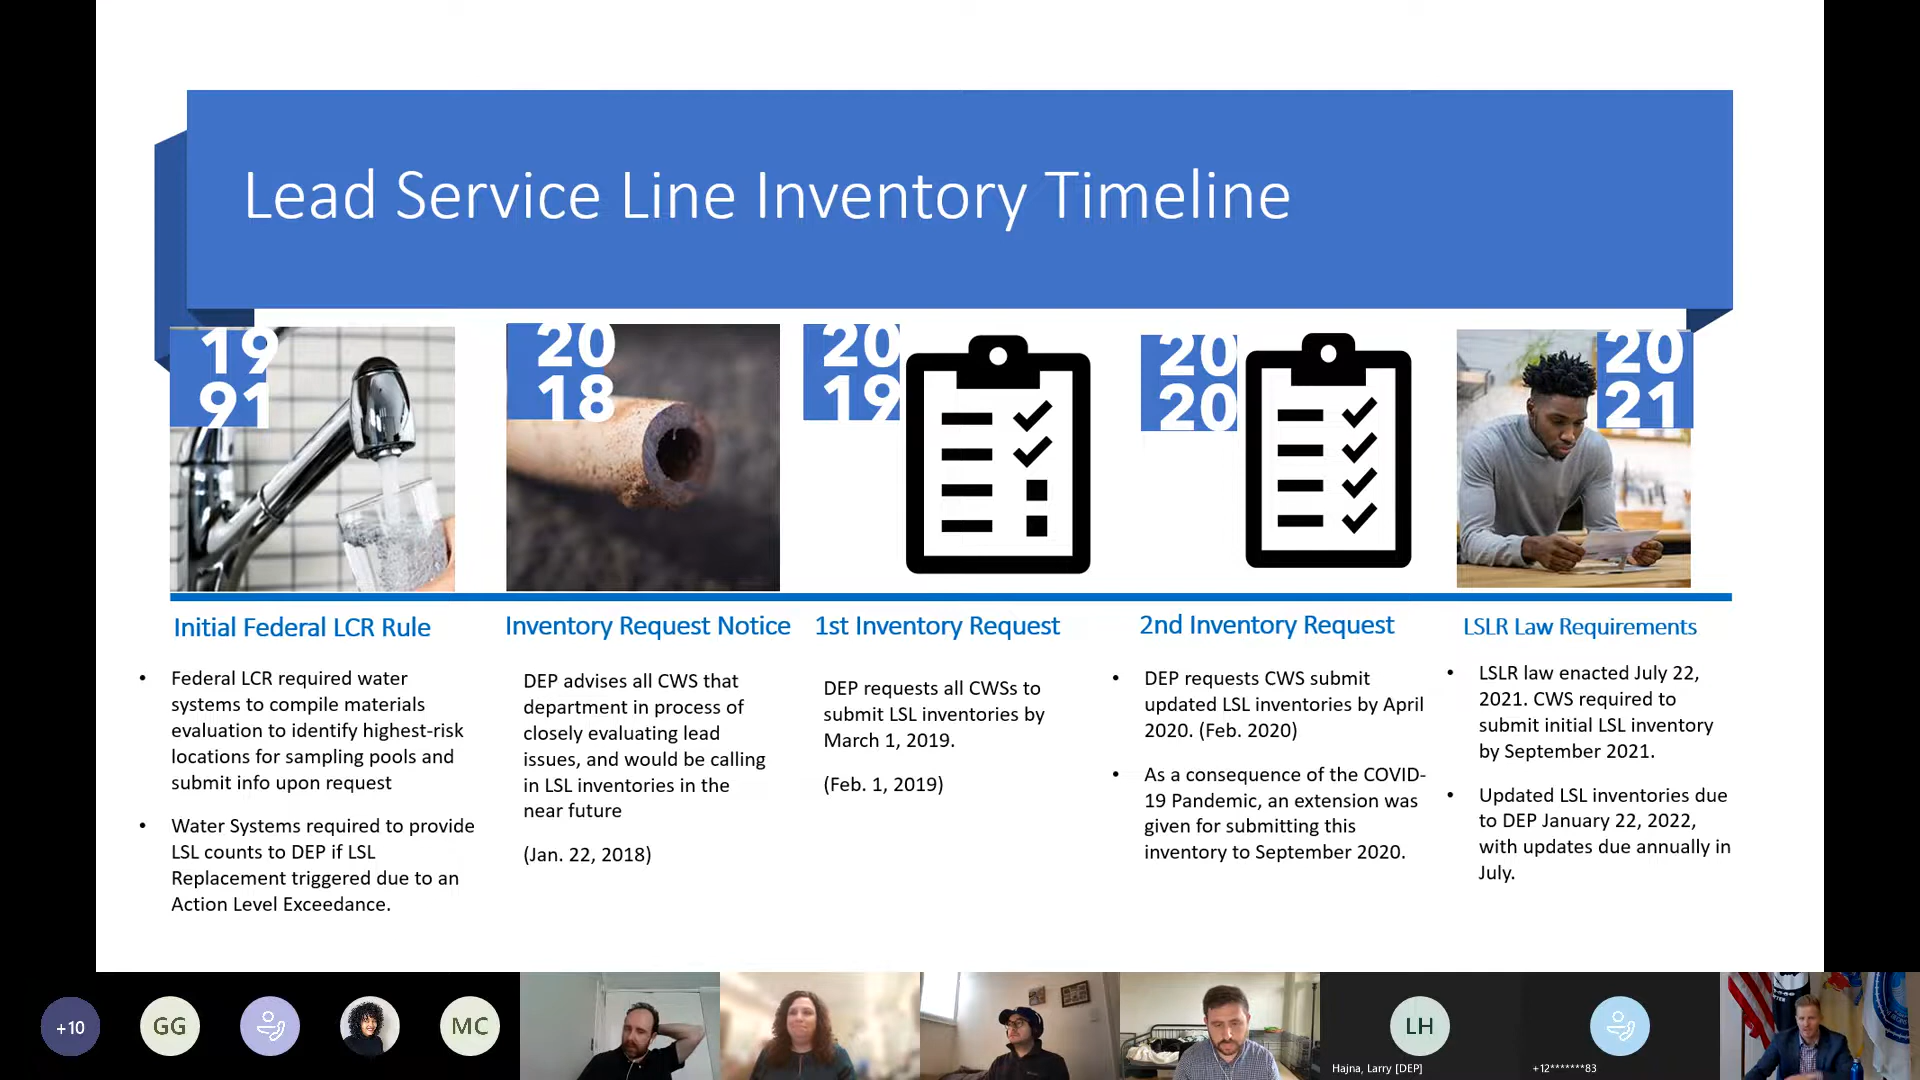 Lead Service Line Inventory Timeline
19
91
20
18
20
19
20
20
20
21
Initial Federal LCR Rule
• Federal LCR required water
systems to compile materials
evaluation to identify highest-risk
locations for sampling pools and
submit info upon request
• Water Systems required to provide
LSL counts to DEP if LSL
Replacement triggered due to an
Action Level Exceedance.
Inventory Request Notice
DEP advises all CWS that
department in process of
closely evaluating lead
issues, and would be calling
in LSL inventories in the
near future
(Jan. 22, 2018)
1st Inventory Request
DEP requests all CWSs to
submit LSL inventories by
March 1, 2019.
(Feb. 1, 2019)
2nd Inventory Request
• DEP requests CWS submit
updated LSL inventories by April
2020. (Feb. 2020)
• As a consequence of the COVID-
19 Pandemic, an extension was
given for submitting this
inventory to September 2020.
LSLR Law Requirements
• LSLR law enacted July 22,
2021. CWS required to
submit initial LSL inventory
by September 2021.
• Updated LSL inventories due
to DEP January 22, 2022,
with updates due annually in
July.
+10
GG
MC
LH
Hajna, Larry [DEP]
+12*******83